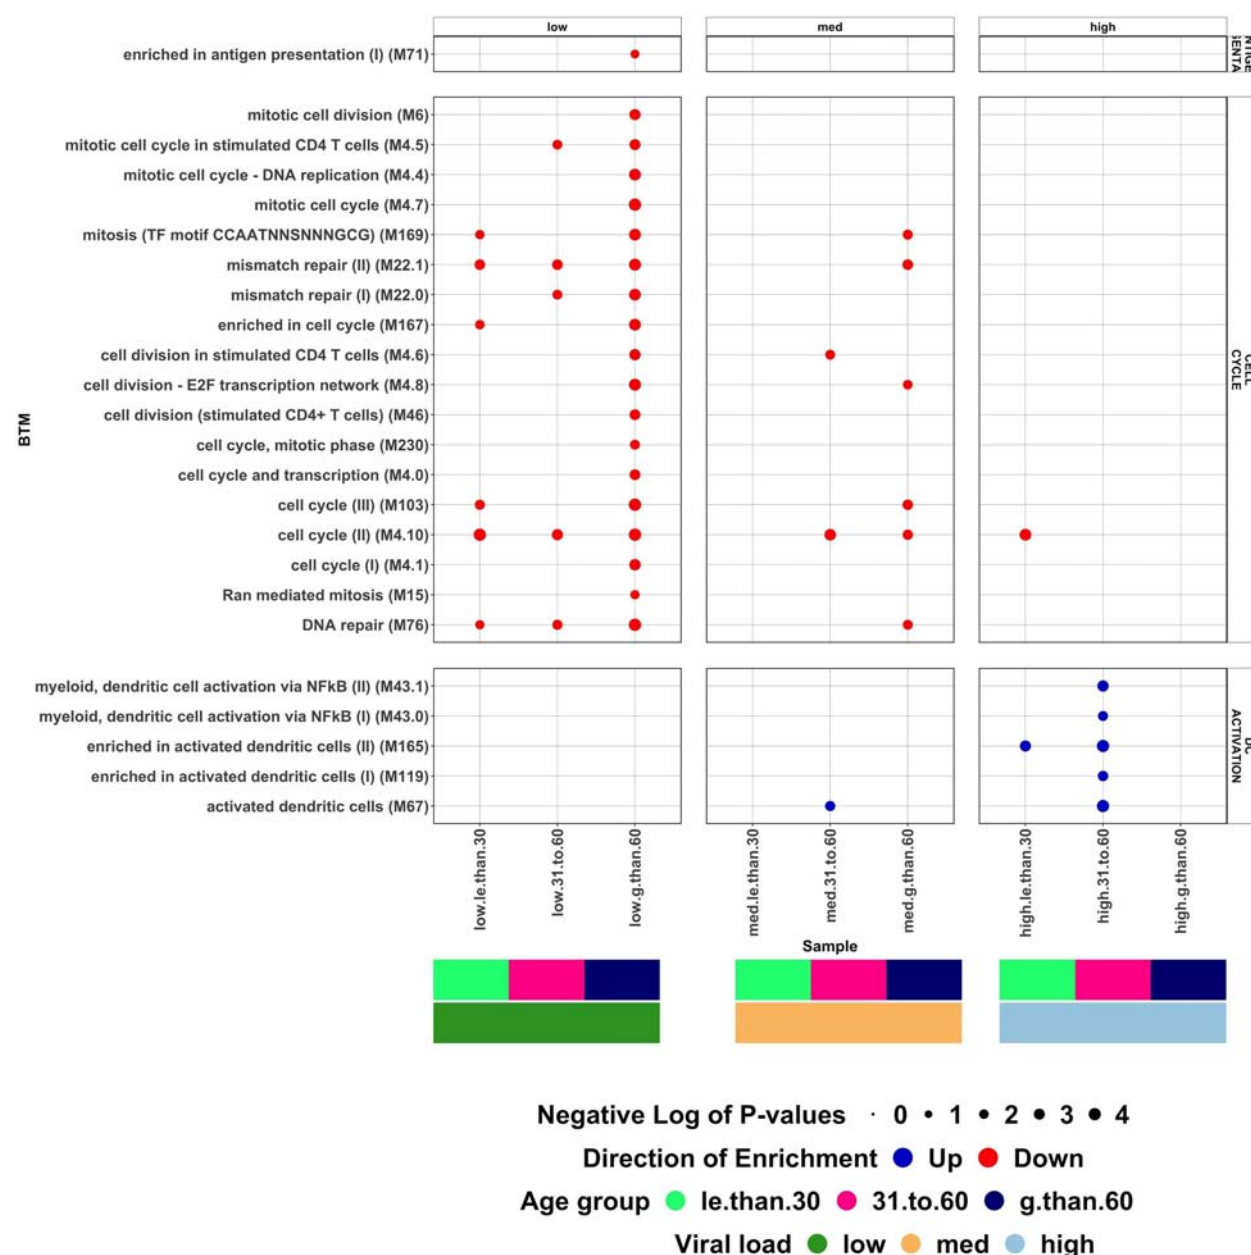 low med high
enriched in antigen presentation (I) (M71)
mitotic cell division (M6)
mitotic cell cycle in stimulated CD4 T cells (M4.5)
mitotic cell cycle - DNA replication (M4.4)
mitotic cell cycle (M4.7)
mitosis (TF motif CCAATNNSNNNGCG) (M169)
mismatch repair (II) (M22.1)
mismatch repair (I) (M22.0)
enriched in cell cycle (M167)
cell division in stimulated CD4 T cells (M4.6)
cell division - E2F transcription network (M4.8)
cell division (stimulated CD4+ T cells) (M46)
cell cycle, mitotic phase (M230)
cell cycle and transcription (M4.0)
cell cycle (III) (M103)
cell cycle (II) (M4.10)
cell cycle (I) (M4.1)
Ran mediated mitosis (M15)
DNA repair (M76)
CELL
CYCLE
BTM
myeloid, dendritic cell activation via NFkB (II) (M43.1)
myeloid, dendritic cell activation via NFkB (I) (M43.0)
enriched in activated dendritic cells (II) (M165)
enriched in activated dendritic cells (I) (M119)
activated dendritic cells (M67)
ACTIVATION
low.le.than.30
low.31.to.60
low.g.than.60
med.le.than.30
med.31.to.60
med.g.than.60
high.le.than.30
high.31.to.60
high.g.than.60
Sample
Negative Log of P-values 0 1 2 3 4
Direction of Enrichment Up Down
Age group le.than.30 31.to.60 g.than.60
Viral load low med high